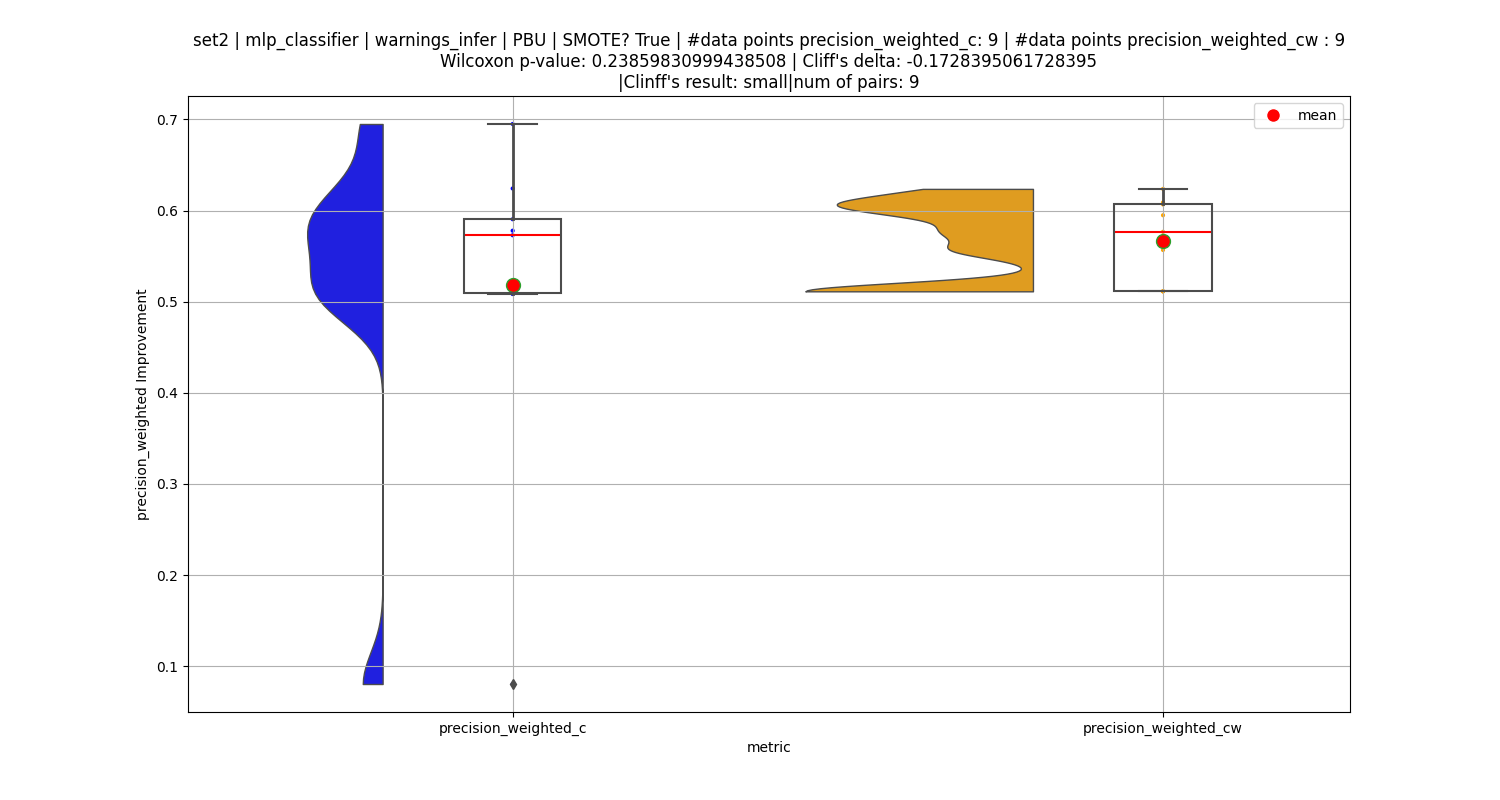 set2 | mlp_classifier | warnings_infer | PBU | SMOTE? True | #data points precision_weighted_c: 9 | #data points precision_weighted_cw : 9
Wilcoxon p-value: 0.23859830999438508 | Cliff's delta: -0.1728395061728395
|Clinff's result: small|num of pairs: 9
mean
0.7
0.6
0.5
0.4
0.3
0.2
0.1
precision_weighted Improvement
precision_weighted_c
precision_weighted_cw
metric